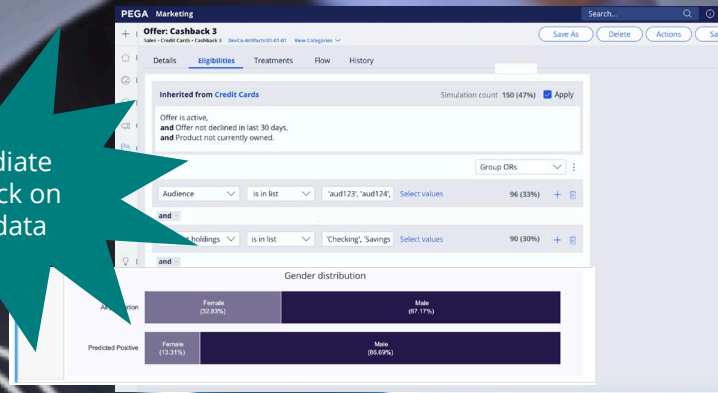 PEGA Marketing
Search...
Offer: Cashback 3
Sales • Credit Cards • Cashback 3 DevCo-Artifacts:01-01-01 View Categories
Save As
Delete
Actions
Details
Eligibilities
Treatments
Flow
History
Inherited from Credit Cards
Simulation count 150 (47%)
Apply
Offer is active,
and Offer not declined in last 30 days,
and Product not currently owned.
Group ORs
Audience
is in list
'aud123', 'aud124',
Select values
96 (33%)
and
holdings
is in list
'Checking', 'Savings
Select values
90 (30%)
and
data
Gender distribution
Female
(32.83%)
Male
(67.17%)
Predicted Positive
Female
(13.31%)
Male
(86.69%)